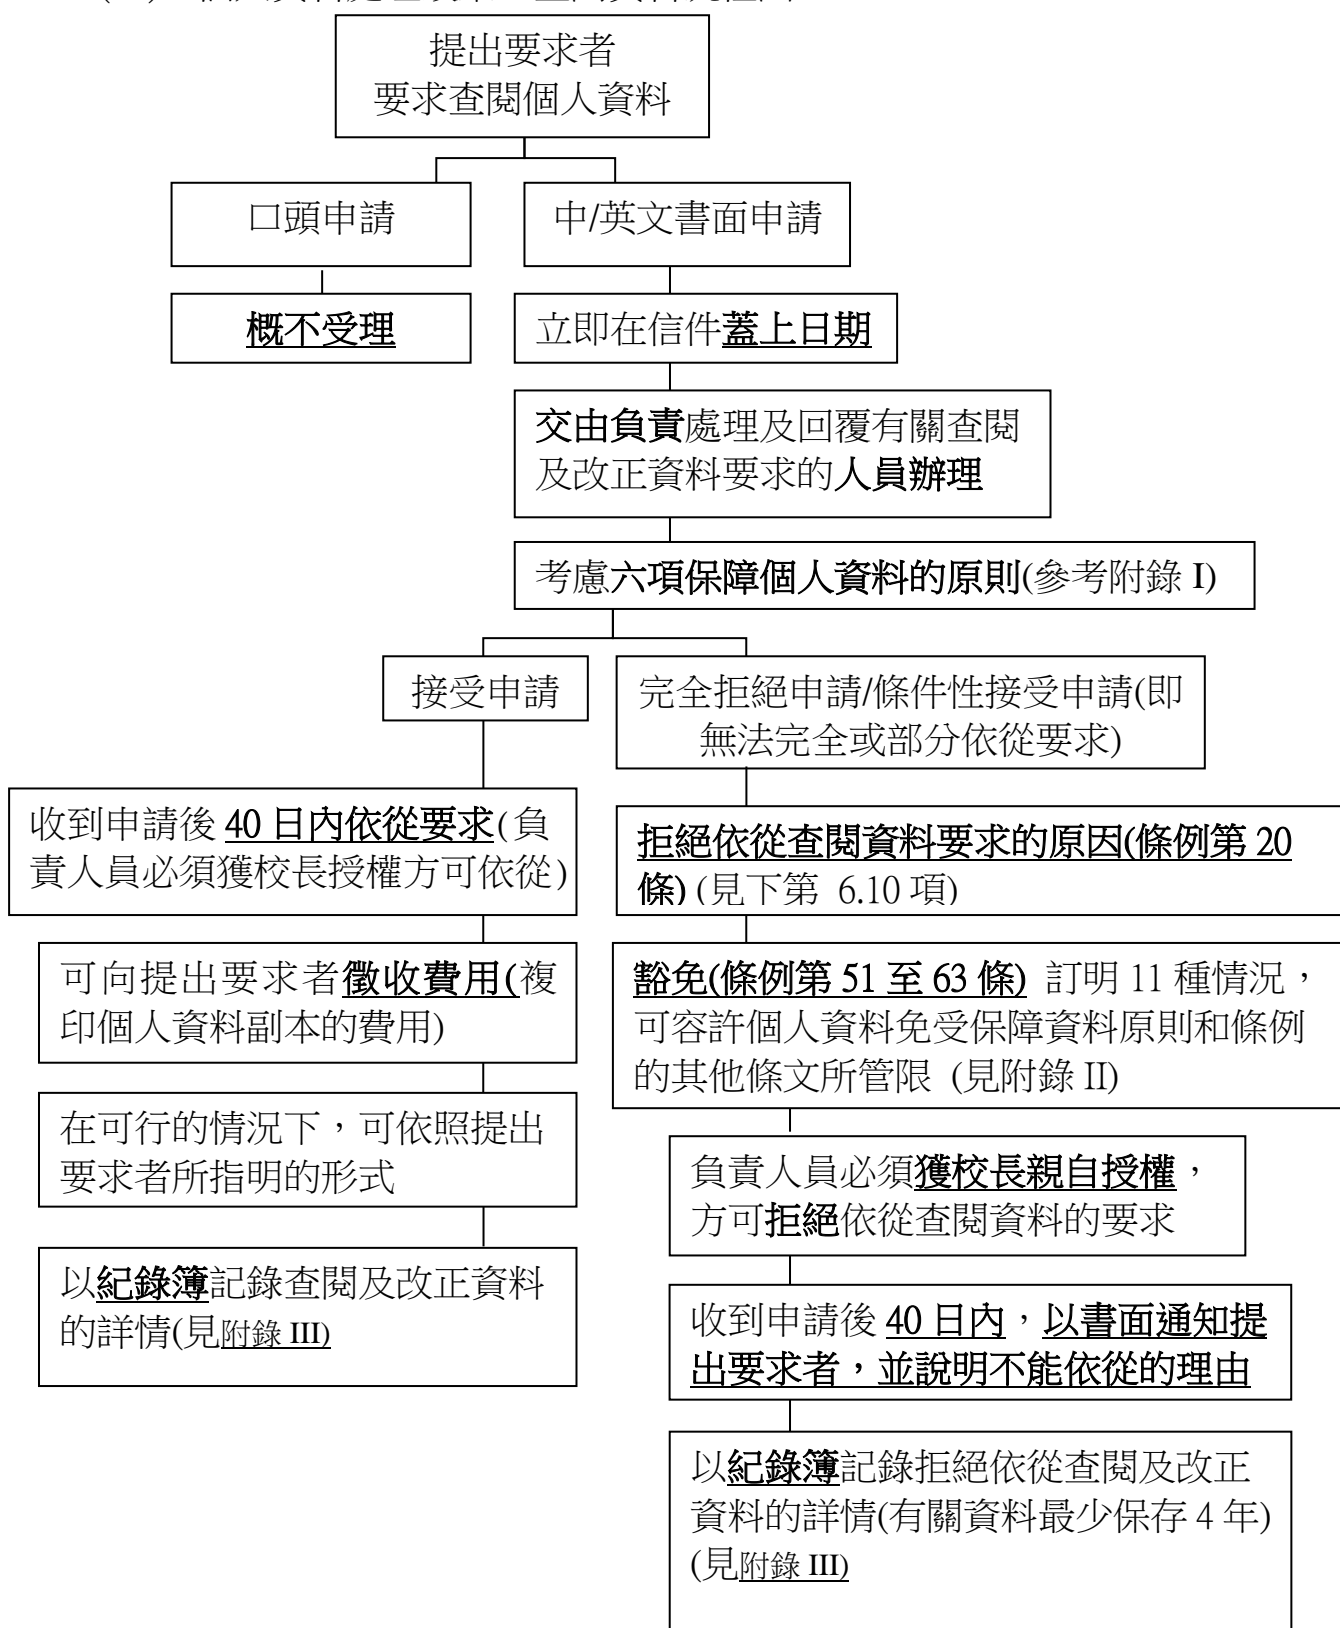 提出要求者
要求查閱個人資料
口頭申請
中/英文書面申請
概不受理
立即在信件蓋上日期
交由負責處理及回覆有關查閱
及改正資料要求的人員辦理
考慮六項保障個人資料的原則(參考附錄 I)
接受申請
完全拒絕申請/條件性接受申請(即
無法完全或部分依從要求)
收到申請後 40 日內依從要求(負
責人員必須獲校長授權方可依從)
可向提出要求者徵收費用(複
印個人資料副本的費用)
在可行的情況下，可依照提出
要求者所指明的形式
以紀錄簿記錄查閱及改正資料
的詳情(見附錄 III)
拒絕依從查閱資料要求的原因(條例第 20
條) (見下第 6.10 項)
豁免(條例第 51 至 63 條) 訂明 11 種情況，
可容許個人資料免受保障資料原則和條例
的其他條文所管限 (見附錄 II)
負責人員必須獲校長親自授權，
方可拒絕依從查閱資料的要求
收到申請後 40 日內，以書面通知提
出要求者，並說明不能依從的理由
以紀錄簿記錄拒絕依從查閱及改正
資料的詳情(有關資料最少保存 4 年)
(見附錄 III)